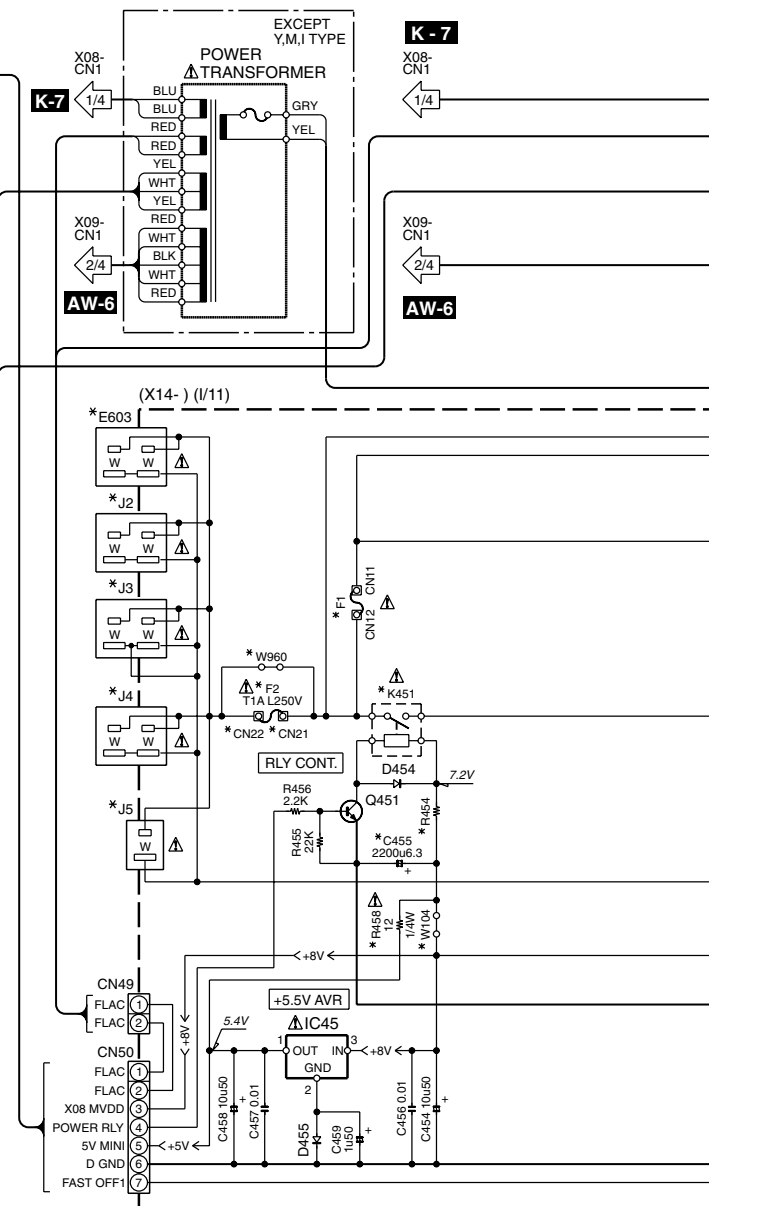 EXCEPT
Y,M,I TYPE
K - 7
X08-
CN1
POWER
TRANSFORMER
X08-
CN1
K-7
1/4
BLU
BLU
RED
RED
YEL
WHT
YEL
RED
WHT
BLK
WHT
RED
GRY
YEL
1/4
X09-
CN1
2/4
AW-6
X09-
CN1
2/4
AW-6
(X14- ) (I/11)
*E603
W W
*J2
W W
*J3
W W
*J4
W W
*J5
W
* F1
CN11
CN12
*W960
*F2
T1A L250V
*CN22 *CN21
*K451
RLY CONT.
D454
7.2V
R456
2.2K
Q451
R455
22K
* R454
*C455
2200u6.3
+
* R458
12
1/4W
* W104
<+8V<
CN49
FLAC 1
FLAC 2
<+8V<
5.4V
+5.5V AVR
IC45
1 OUT IN 3
GND
2
<+8V<
CN50
FLAC 1
FLAC 2
X08 MVDD 3
POWER RLY 4
5V MINI 5 <+5V<
D GND 6
FAST OFF1 7
C458 10u50
+
C457 0.01
D455
C459
1u50
+
C456 0.01
C454 10u50
+